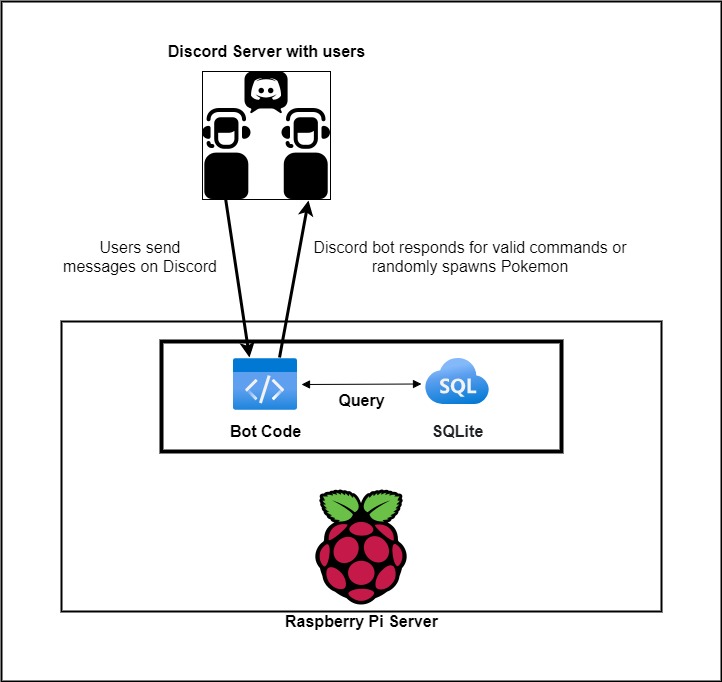 Discord Server with users
Users send
messages on Discord
Discord bot responds for valid commands or
randomly spawns Pokemon
</>
Query
SQL
Bot Code
SQLite
Raspberry Pi Server